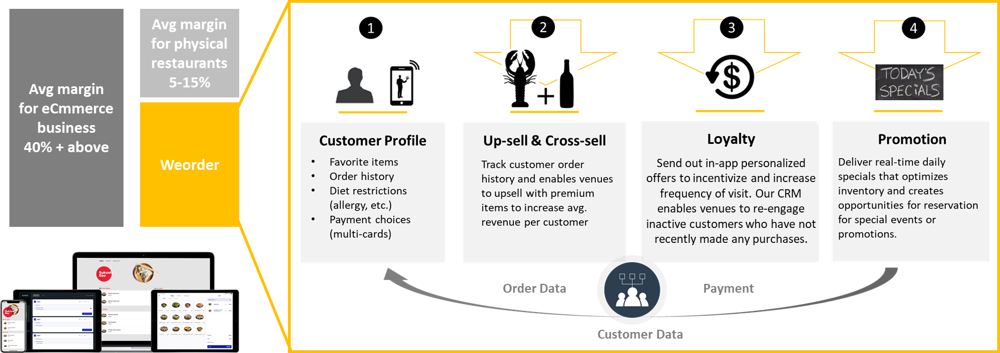 Avg margin
for eCmmerce
business
40% + above
Avg margin
for physical
restaurants
5-15%
Weorder
1
Customer Profile
• Favorite items
• Order history
• Diet restrictions
(allergy, etc.)
• Payment choices
(multi-cards)
2
Up-sell & Cross-sell
Track customer order
history and enables venues
to upsell with premium
items to increase avg.
revenue per customer
3
$
Loyalty
Send out in-app personalized
offers to incentivize and increase
frequency of visit. Our CRM
enables venues to re-engage
inactive customers who have not
recently made any purchases.
4
TODAY'S
SPECIALS
Promotion
Deliver real-time daily
specials that optimizes
inventory and creates
opportunities for reservation
for special events or
promotions.
Order Data
Payment
Customer Data
Sukoshi
Bao